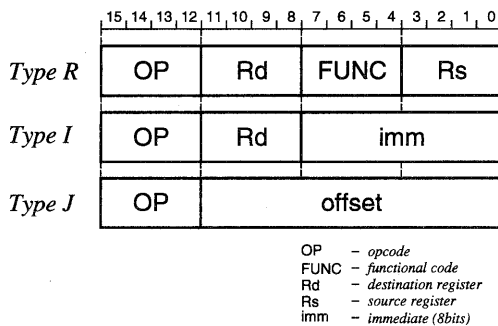 15 14 13 12 11 10 9 8 7 6 5 4 3 2 1 0
Type R OP Rd FUNC Rs
Type I OP Rd imm
Type J OP offset
OP – opcode
FUNC – functional code
Rd – destination register
Rs – source register
imm – immediate (8bits)